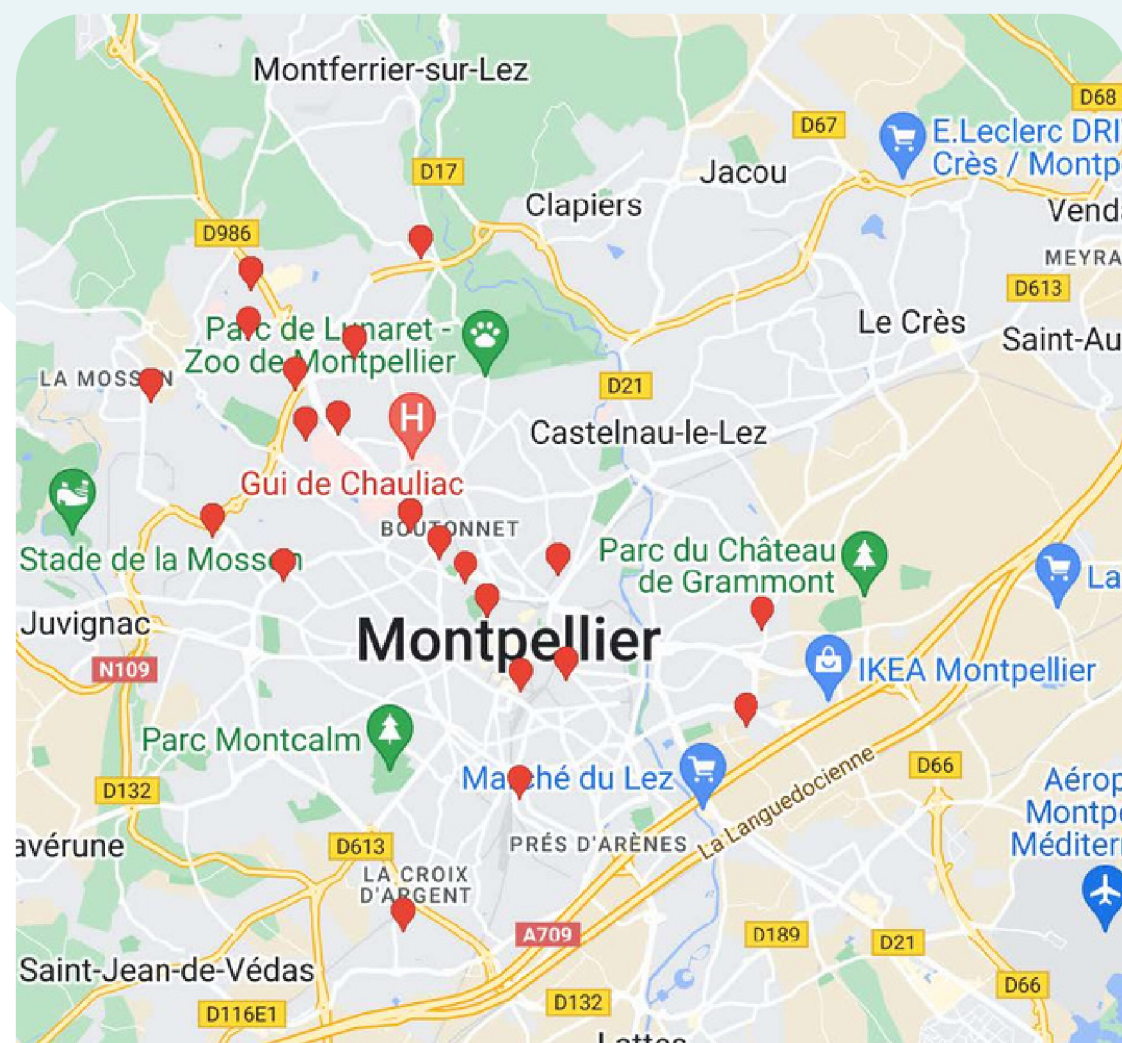 Montferrier-sur-Lez
D68
D67
E.Leclerc DRI
Crès / Montp
D17
Jacou
Clapiers
Vend
D986
MEYRA
D613
Parc de Lunaret -
Zoo de Montpellier
Le Crès
Saint-Au
LA MOSSON
D21
H
Castelnau-le-Lez
Gui de Chauliac
BOUTONNET
Stade de la Mosson
Parc du Château
de Grammont
La
Juvignac
Montpellier
N109
IKEA Montpellier
Parc Montcalm
Marché du Lez
D66
D132
La Languedocienne
Aérop
Montpe
Méditerr
avérune
D613
PRÉS D'ARÈNES
LA CROIX
D'ARGENT
A709
D189
D21
Saint-Jean-de-Védas
D66
D116E1
D132
Lattes